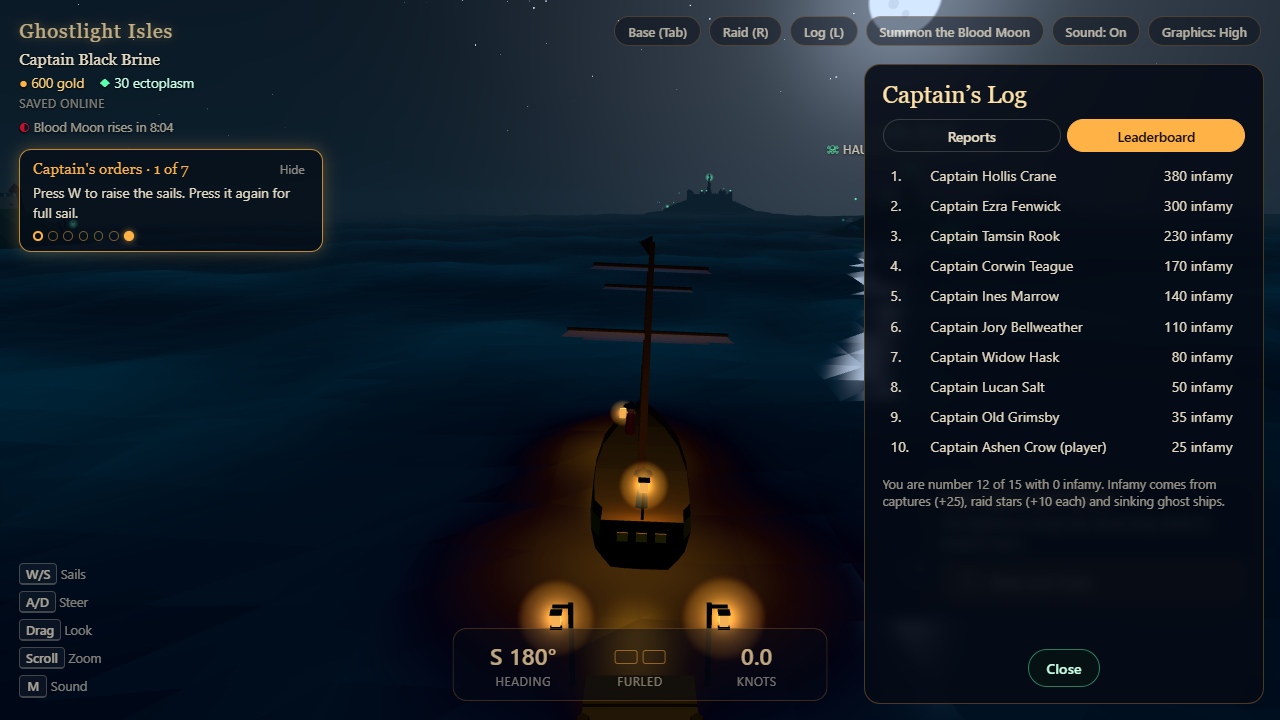 Ghostlight Isles
Captain Black Brine
600 gold 30 ectoplasm
SAVED ONLINE
Blood Moon rises in 8:04
Captain's orders · 1 of 7 Hide
Press W to raise the sails. Press it again for
full sail.
Base (Tab) Raid (R) Log (L) Summon the Blood Moon Sound: On Graphics: High
HAU
Captain’s Log
Reports Leaderboard
1. Captain Hollis Crane 380 infamy
2. Captain Ezra Fenwick 300 infamy
3. Captain Tamsin Rook 230 infamy
4. Captain Corwin Teague 170 infamy
5. Captain Ines Marrow 140 infamy
6. Captain Jory Bellweather 110 infamy
7. Captain Widow Hask 80 infamy
8. Captain Lucan Salt 50 infamy
9. Captain Old Grimsby 35 infamy
10. Captain Ashen Crow (player) 25 infamy
You are number 12 of 15 with 0 infamy. Infamy comes from
captures (+25), raid stars (+10 each) and sinking ghost ships.
Close
W/S Sails
A/D Steer
Drag Look
Scroll Zoom
M Sound
S 180° 0.0
HEADING FURLED KNOTS